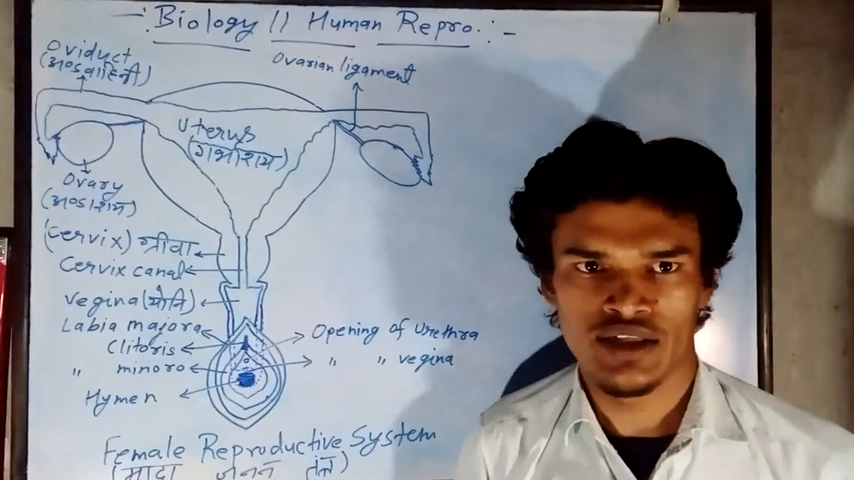 -: Biology || Human Repro. :-
Oviduct
(अण्डवाहिनी)
Ovarian ligament
Uterus
(गर्भाशय)
Ovary
(अण्डाशय)
(Cervix) ग्रीवा
Cervix canal
Vegina (योनि)
Labia majora
Clitoris
" minoro
Hymen
Opening of urethra
" " vegina
Female Reproductive System
(मादा जनन तंत्र)